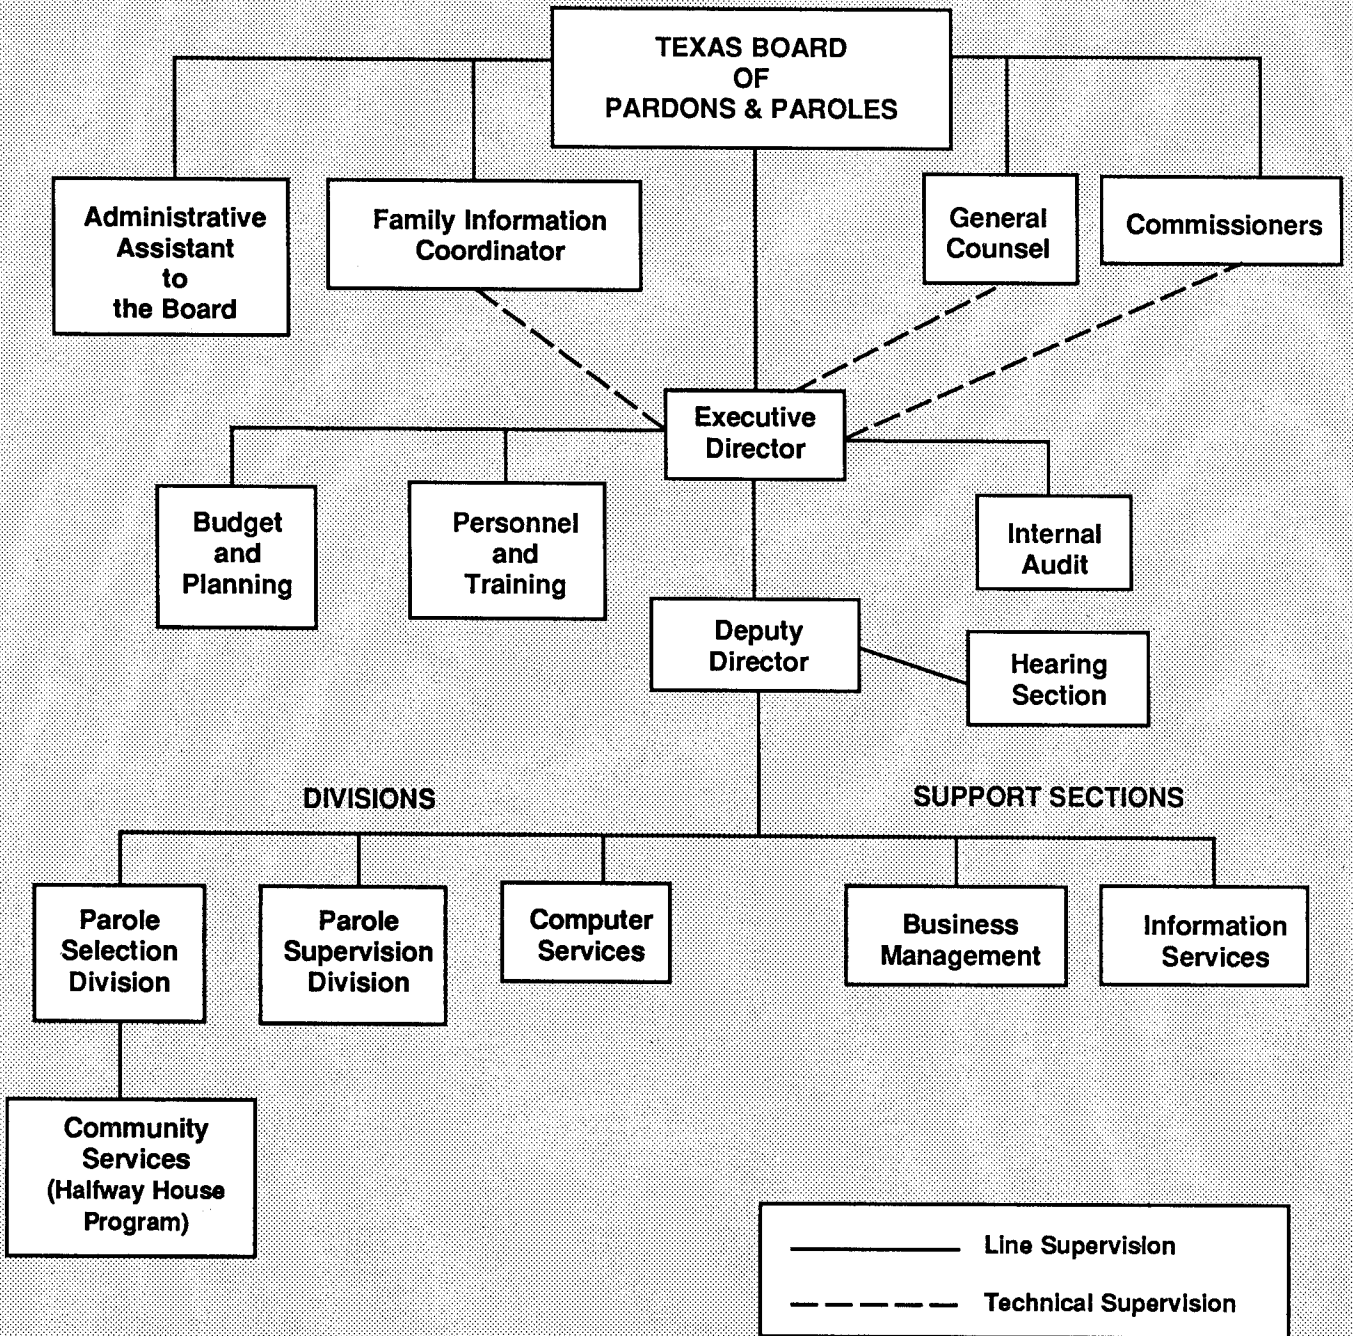 TEXAS BOARD
OF
PARDONS & PAROLES
Administrative
Assistant
to
the Board
Family Information
Coordinator
General
Counsel
Commissioners
Executive
Director
Budget
and
Planning
Personnel
and
Training
Internal
Audit
Deputy
Director
Hearing
Section
DIVISIONS
SUPPORT SECTIONS
Parole
Selection
Division
Parole
Supervision
Division
Computer
Services
Business
Management
Information
Services
Community
Services
(Halfway House
Program)
Line Supervision
Technical Supervision